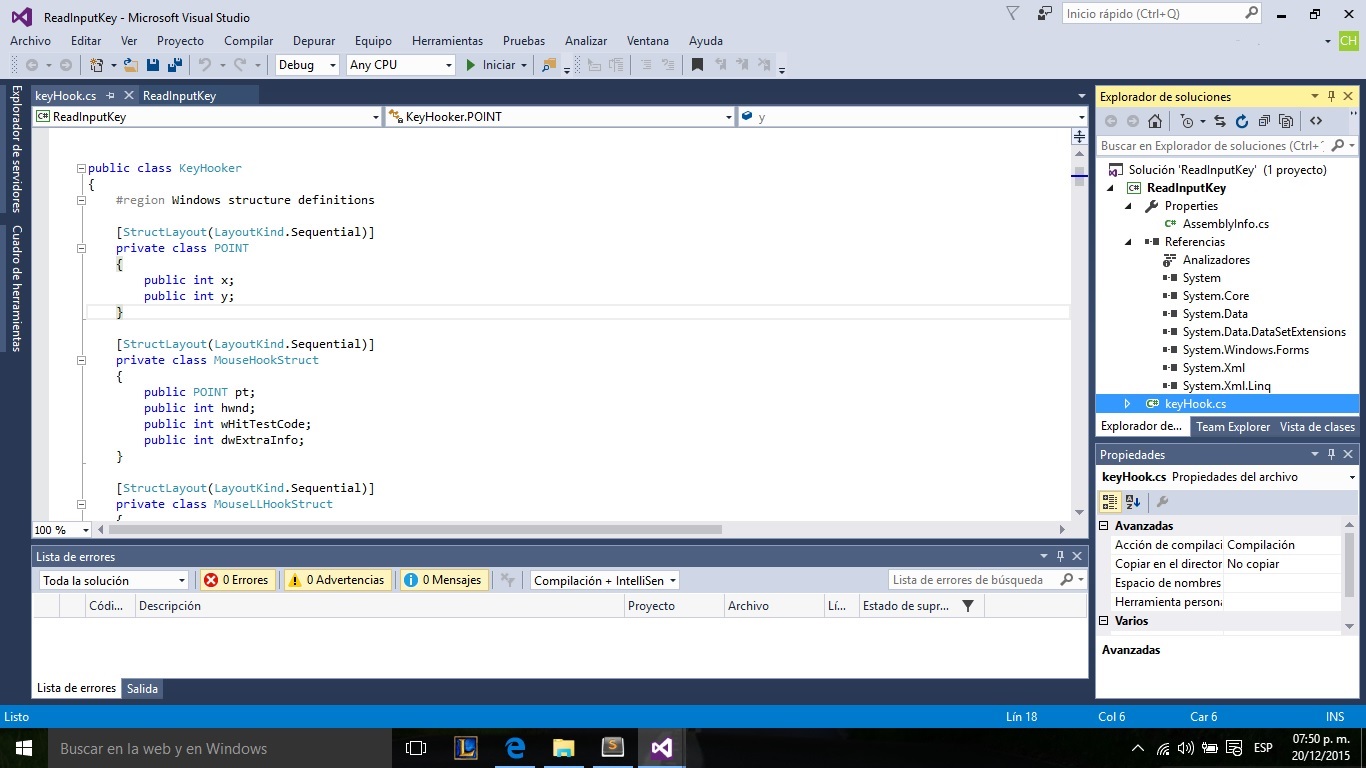 ReadInputKey - Microsoft Visual Studio
Inicio rápido (Ctrl+Q)
Archivo Editar Ver Proyecto Compilar Depurar Equipo Herramientas Pruebas Analizar Ventana Ayuda
CH
Debug Any CPU Iniciar
Explorador de servidores
Cuadro de herramientas
keyHook.cs ReadInputKey
ReadInputKey KeyHooker.POINT y
public class KeyHooker
{
#region Windows structure definitions
[StructLayout(LayoutKind.Sequential)]
private class POINT
{
public int x;
public int y;
}
[StructLayout(LayoutKind.Sequential)]
private class MouseHookStruct
{
public POINT pt;
public int hwnd;
public int wHitTestCode;
public int dwExtraInfo;
}
[StructLayout(LayoutKind.Sequential)]
private class MouseLLHookStruct
{
100 %
Explorador de soluciones
Buscar en Explorador de soluciones (Ctrl+
Solución 'ReadInputKey' (1 proyecto)
ReadInputKey
Properties
AssemblyInfo.cs
Referencias
Analizadores
System
System.Core
System.Data
System.Data.DataSetExtensions
System.Windows.Forms
System.Xml
System.Xml.Linq
keyHook.cs
Explorador de... Team Explorer Vista de clases
Propiedades
keyHook.cs Propiedades del archivo
Avanzadas
Acción de compilaci Compilación
Copiar en el director No copiar
Espacio de nombres
Herramienta persona
Varios
Avanzadas
Lista de errores
Toda la solución 0 Errores 0 Advertencias 0 Mensajes Compilación + IntelliSen Lista de errores de búsqueda
Códi... Descripción Proyecto Archivo Lí... Estado de supr...
Lista de errores Salida
Listo Lín 18 Col 6 Car 6 INS
Buscar en la web y en Windows
ESP
07:50 p. m.
20/12/2015